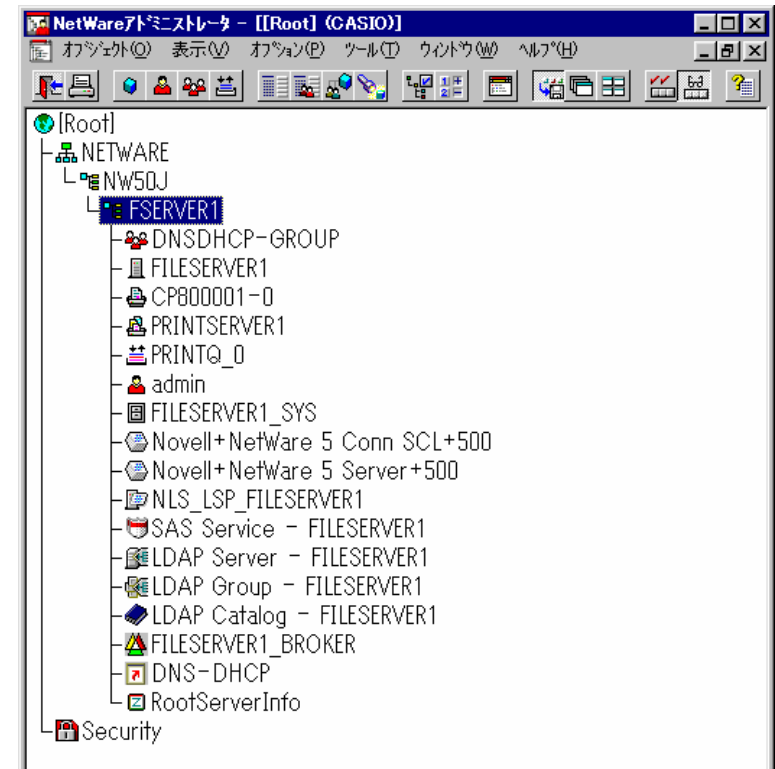 NetWareｱﾄﾞﾐﾆｽﾄﾚｰﾀ - [[Root] (CASIO)]
ｵﾌﾞｼﾞｪｸﾄ(O) 表示(V) ｵﾌﾟｼｮﾝ(P) ﾂｰﾙ(T) ｳｨﾝﾄﾞｳ(W) ﾍﾙﾌﾟ(H)
[Root]
NETWARE
NW50J
FSERVER1
DNSDHCP-GROUP
FILESERVER1
CP800001-0
PRINTSERVER1
PRINTQ_0
admin
FILESERVER1_SYS
Novell+NetWare 5 Conn SCL+500
Novell+NetWare 5 Server+500
NLS_LSP_FILESERVER1
SAS Service - FILESERVER1
LDAP Server - FILESERVER1
LDAP Group - FILESERVER1
LDAP Catalog - FILESERVER1
FILESERVER1_BROKER
DNS-DHCP
RootServerInfo
Security